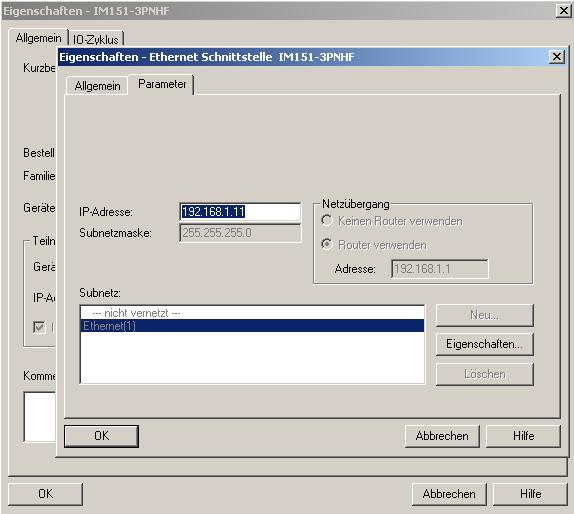 Eigenschaften - IM151-3PNHF
Allgemein IO-Zyklus
Kurzbe
Bestell
Familie
Geräte
Teiln
Gerä
IP-A
Komme
OK Abbrechen Hilfe
Eigenschaften - Ethernet Schnittstelle IM151-3PNHF
Allgemein Parameter
IP-Adresse: 192.168.1.11
Subnetzmaske: 255.255.255.0
Netzübergang
Keinen Router verwenden
Router verwenden
Adresse: 192.168.1.1
Subnetz:
--- nicht vernetzt ---
Ethernet(1)
Neu...
Eigenschaften...
Löschen
OK Abbrechen Hilfe